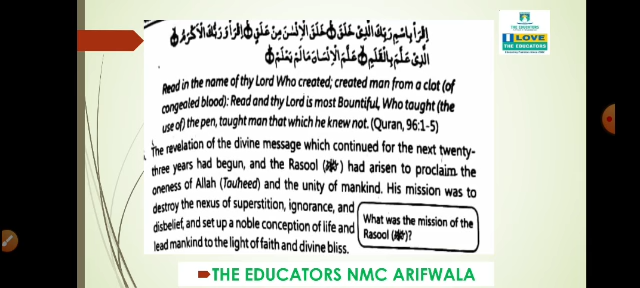 اِقْرَاْ بِاسْمِ رَبِّكَ الَّذِیْ خَلَقَ خَلَقَ الْاِنْسَانَ مِنْ عَلَقٍ اِقْرَاْ وَرَبُّكَ الْاَكْرَمُ
الَّذِیْ عَلَّمَ بِالْقَلَمِ عَلَّمَ الْاِنْسَانَ مَا لَمْ یَعْلَمْ
Read in the name of thy Lord Who created; created man from a clot (of
congealed blood): Read and thy Lord is most Bountiful, Who taught (the
use of) the pen, taught man that which he knew not. (Quran, 96:1-5)
The revelation of the divine message which continued for the next twenty-
three years had begun, and the Rasool (ﷺ) had arisen to proclaim the
oneness of Allah (Tauheed) and the unity of mankind. His mission was to
destroy the nexus of superstition, ignorance, and
disbelief, and set up a noble conception of life and
lead mankind to the light of faith and divine bliss.
What was the mission of the
Rasool (ﷺ)?
THE EDUCATORS
I LOVE
THE EDUCATORS
THE EDUCATORS NMC ARIFWALA